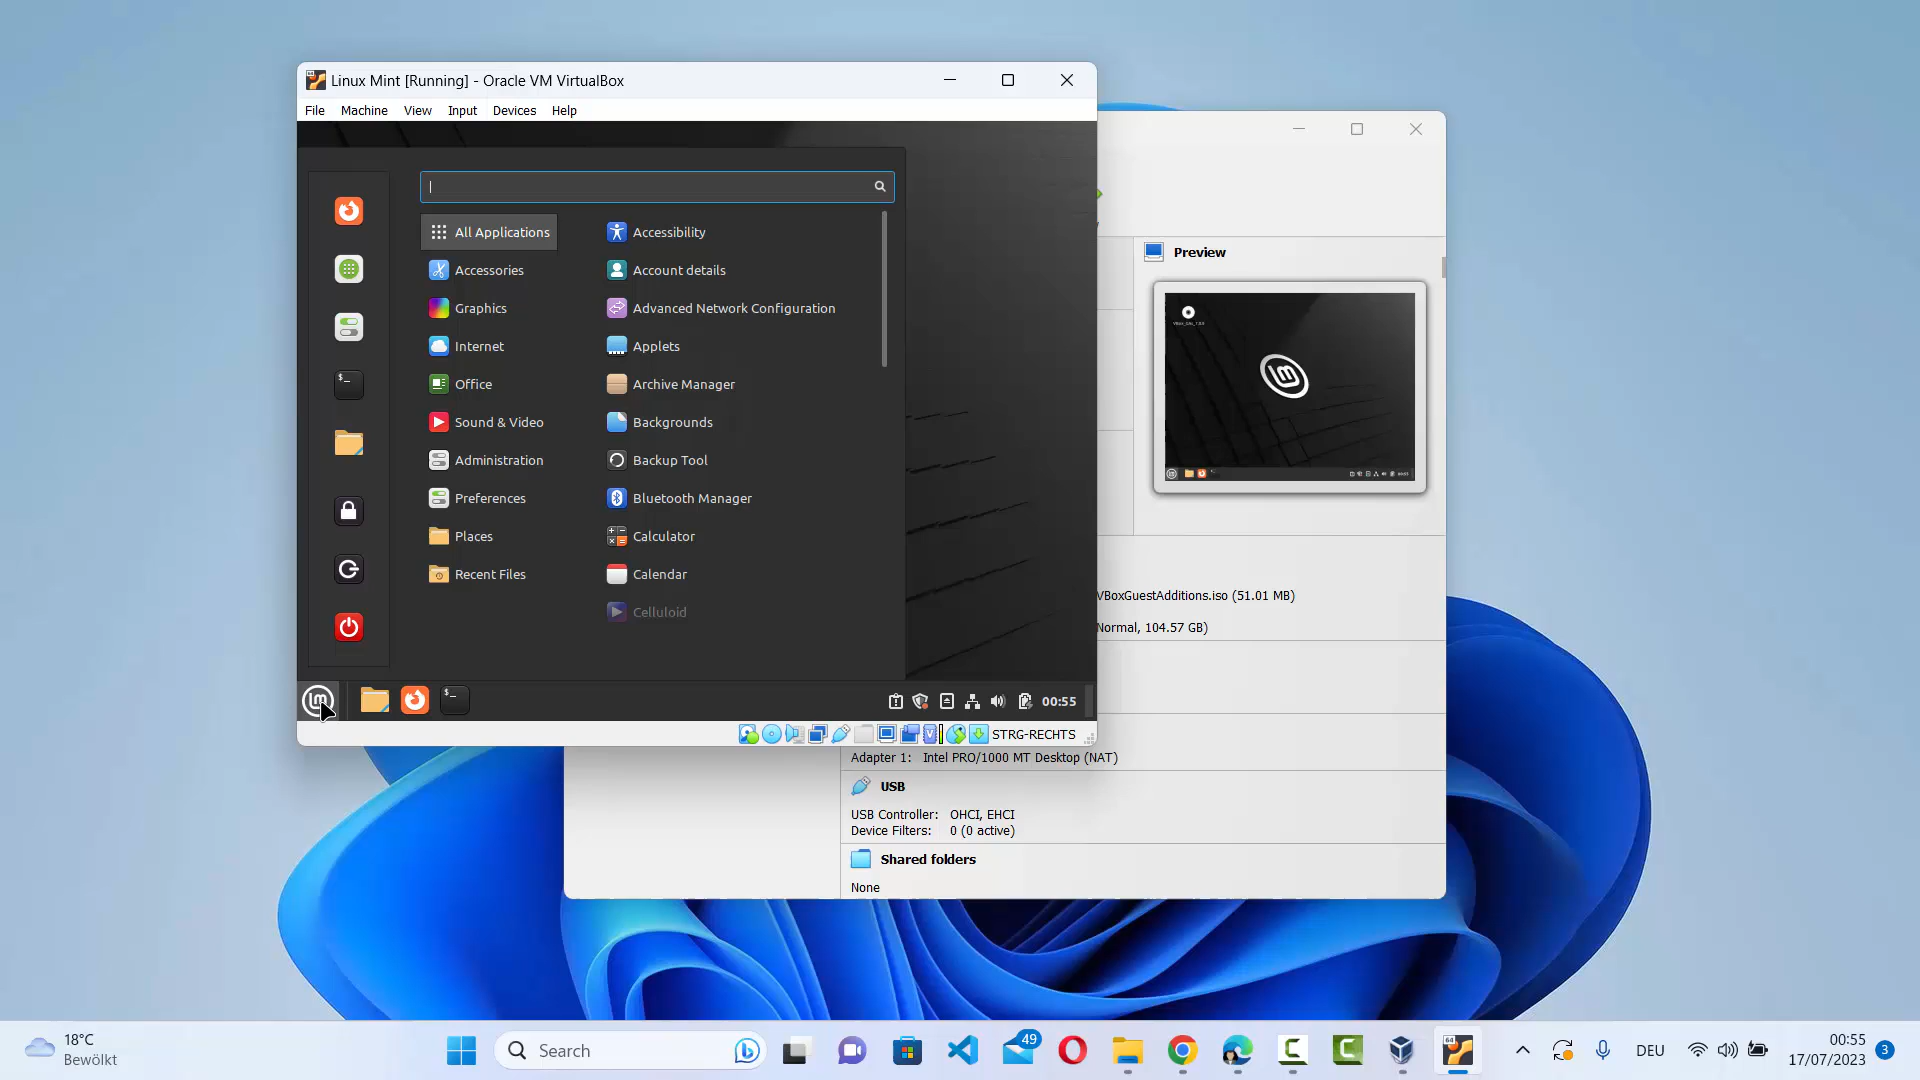 Linux Mint [Running] - Oracle VM VirtualBox
File Machine View Input Devices Help
All Applications
Accessories
Graphics
Internet
Office
Sound & Video
Administration
Preferences
Places
Recent Files
Accessibility
Account details
Advanced Network Configuration
Applets
Archive Manager
Backgrounds
Backup Tool
Bluetooth Manager
Calculator
Calendar
Celluloid
00:55
STRG-RECHTS
Preview
VBoxGuestAdditions.iso (51.01 MB)
Normal, 104.57 GB)
Adapter 1: Intel PRO/1000 MT Desktop (NAT)
USB
USB Controller: OHCI, EHCI
Device Filters: 0 (0 active)
Shared folders
None
18°C
Bewölkt
Search
49
64
DEU
00:55
17/07/2023
3